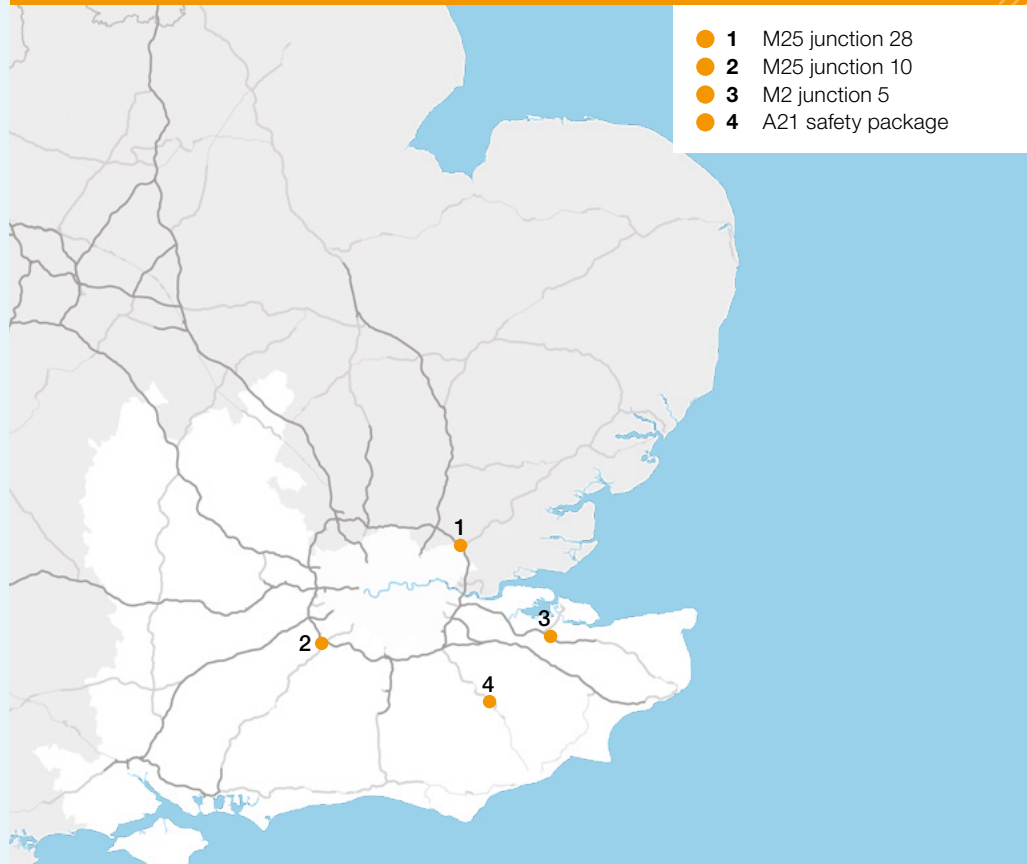 1 M25 junction 28
2 M25 junction 10
3 M2 junction 5
4 A21 safety package
1
3
2
4